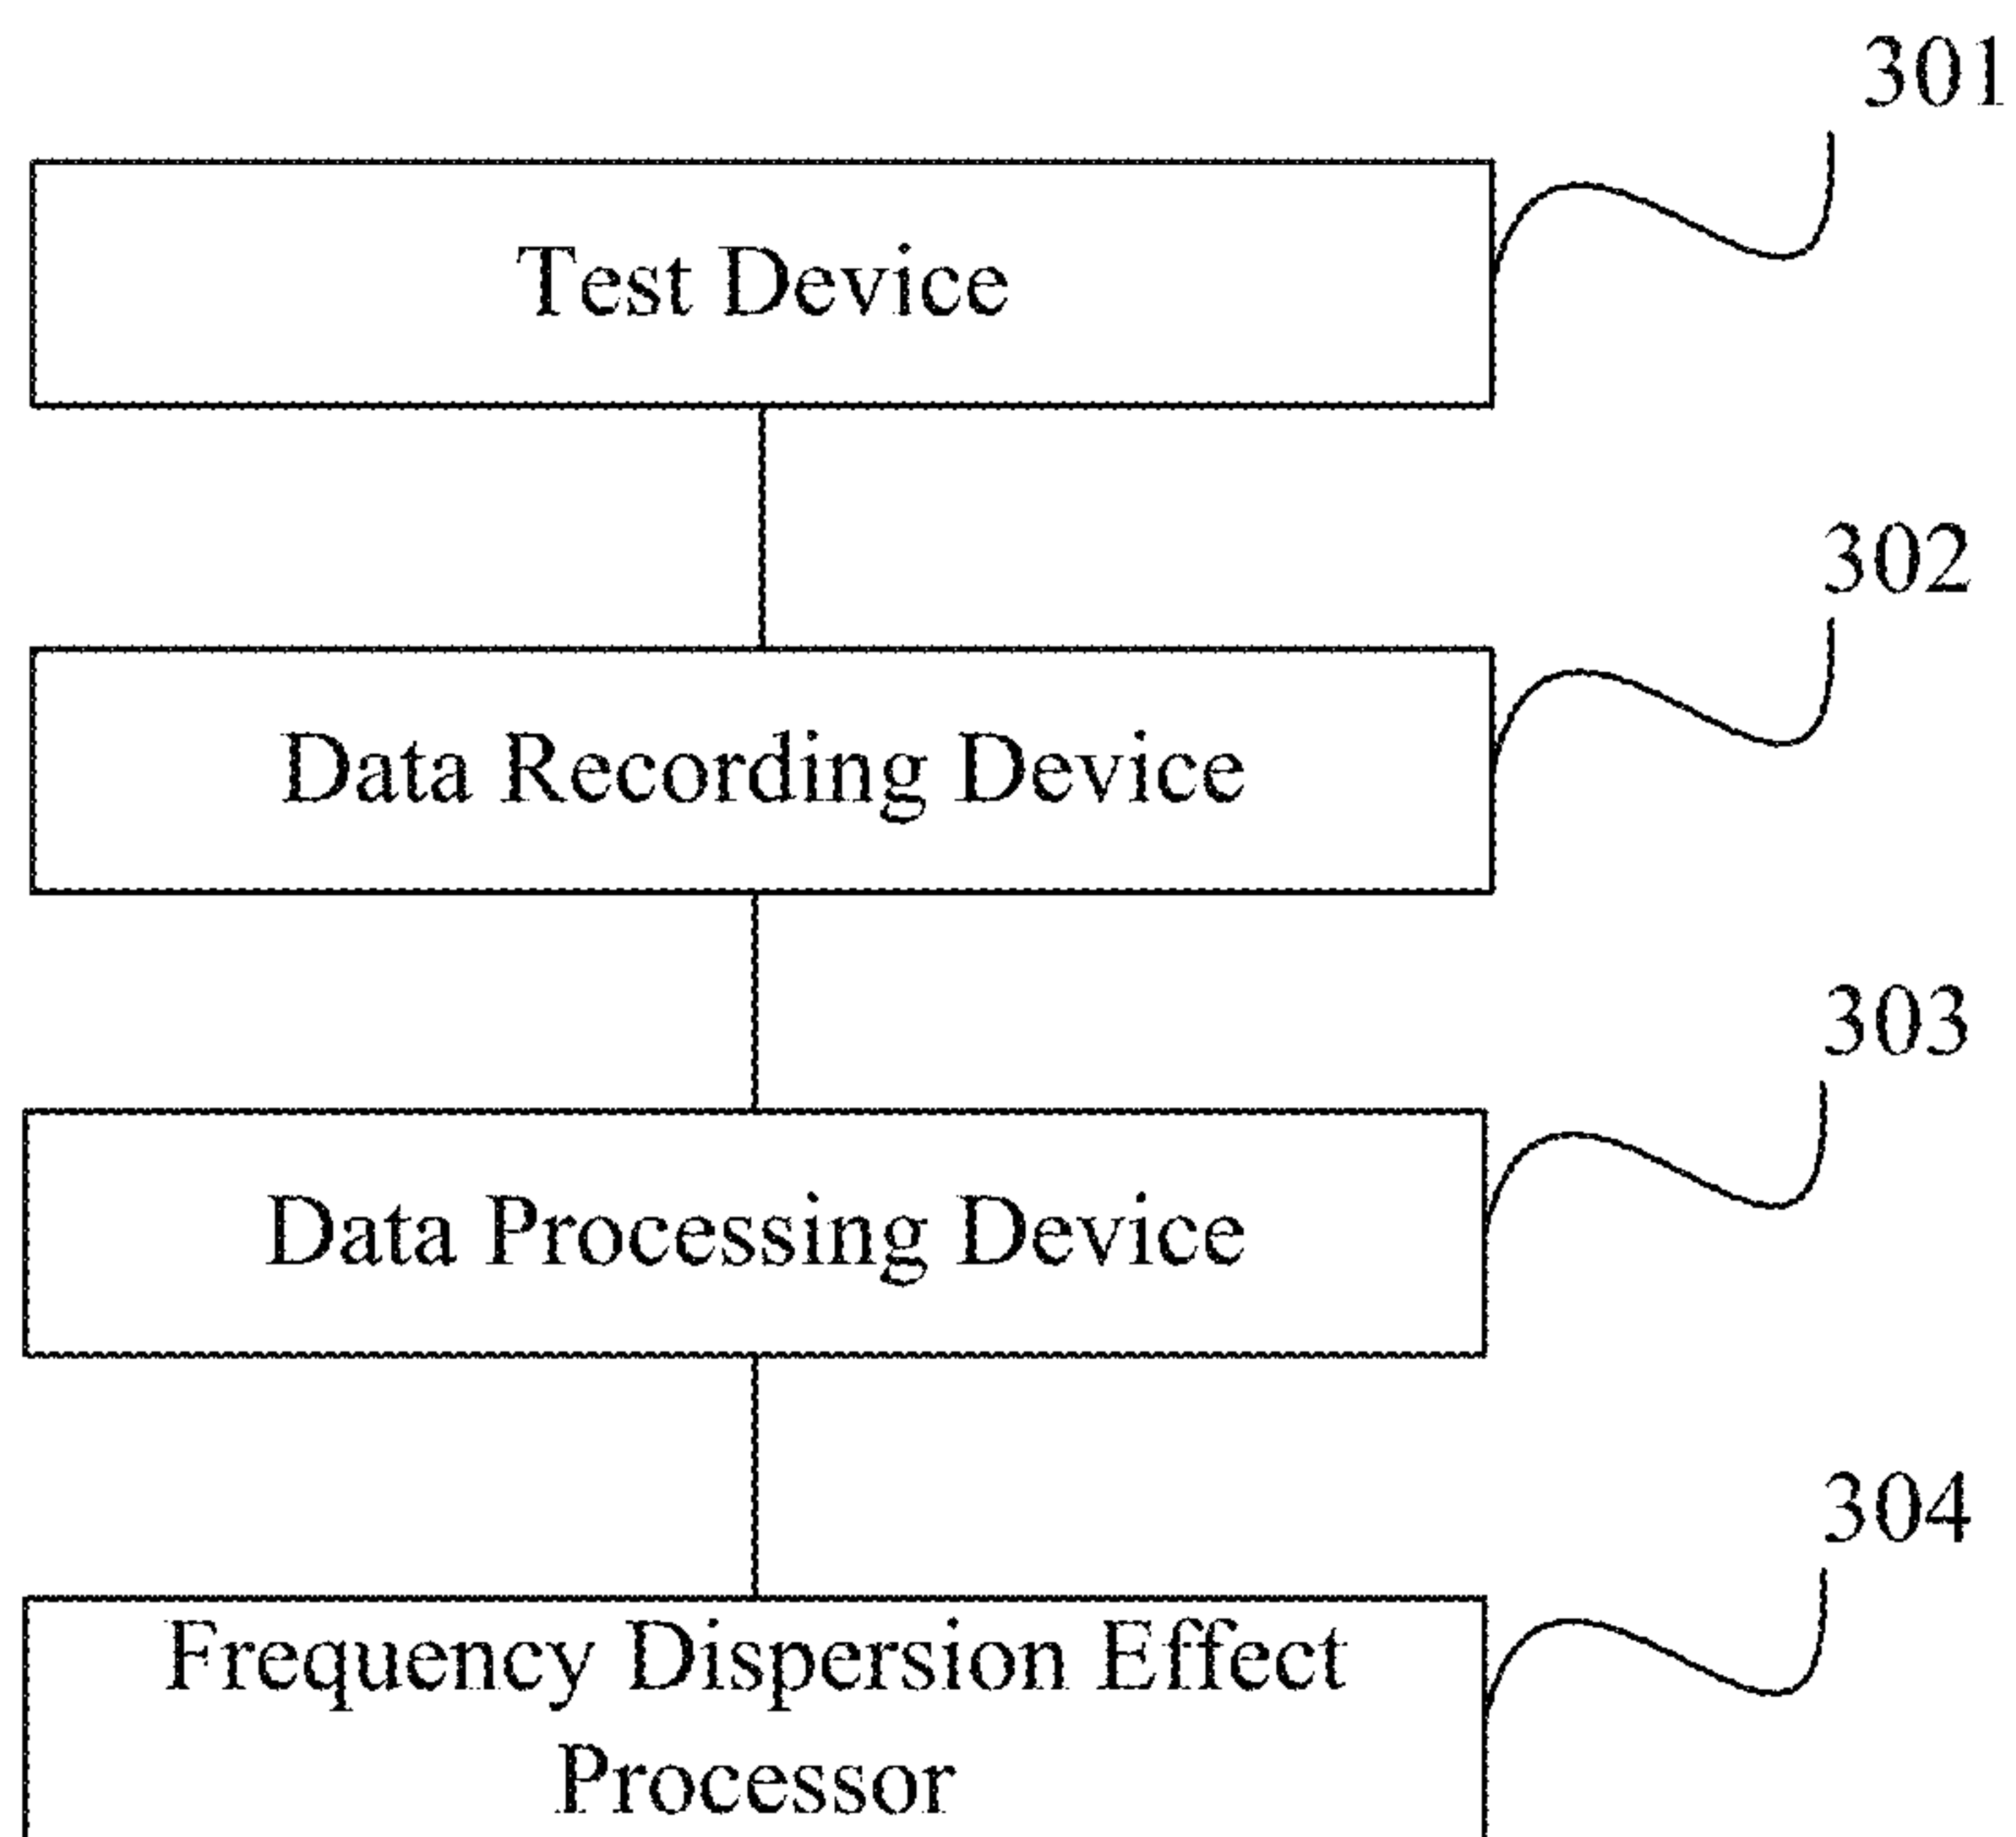 301
Test Device
302
Data Recording Device
303
Data Processing Device
304
Frequency Dispersion Effect
Processor